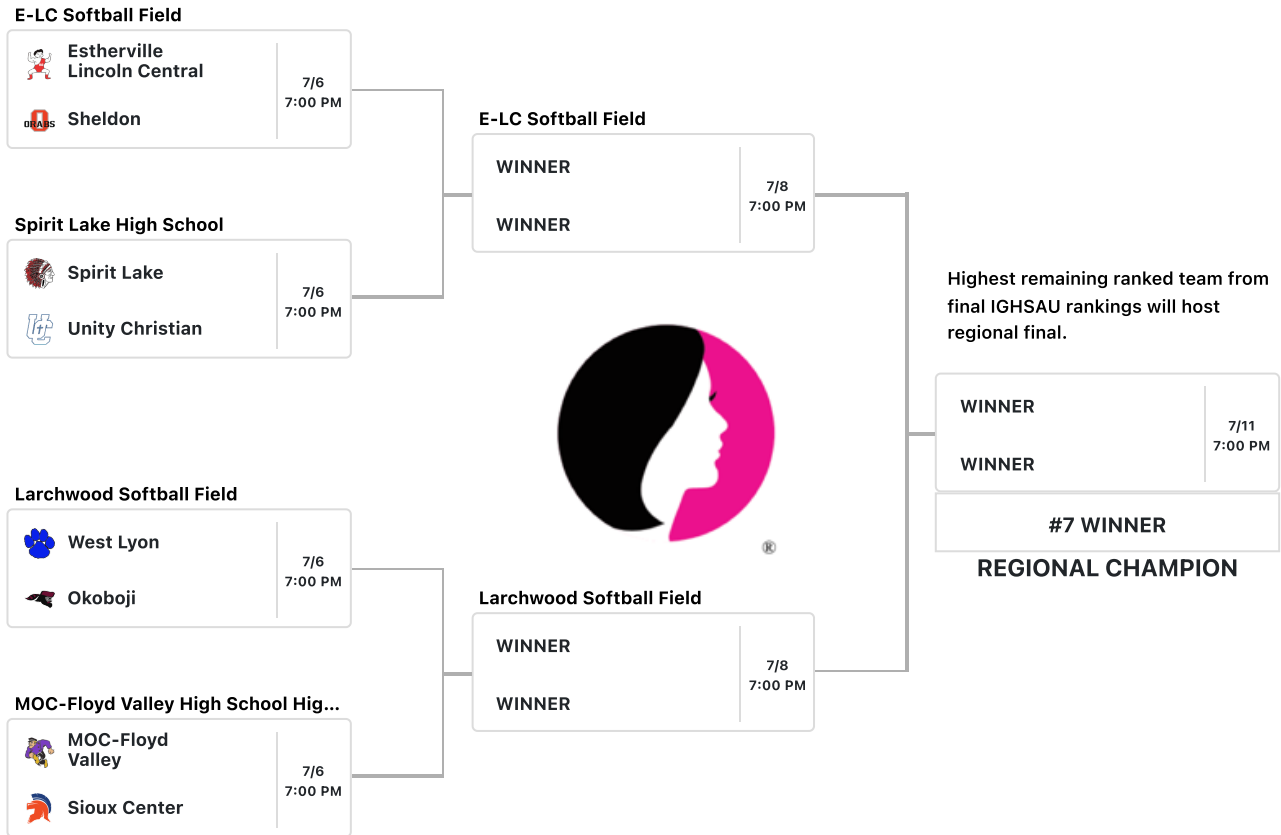 E-LC Softball Field
Estherville
Lincoln Central
7/6
7:00 PM
ORABS
Sheldon
Spirit Lake High School
Spirit Lake
7/6
7:00 PM
UC
Unity Christian
E-LC Softball Field
WINNER
7/8
7:00 PM
WINNER
Larchwood Softball Field
West Lyon
7/6
7:00 PM
Okoboji
MOC-Floyd Valley High School Hig...
MOC-Floyd
Valley
7/6
7:00 PM
Sioux Center
®
Larchwood Softball Field
WINNER
7/8
7:00 PM
WINNER
Highest remaining ranked team from
final IGHSAU rankings will host
regional final.
WINNER
7/11
7:00 PM
WINNER
#7 WINNER
REGIONAL CHAMPION